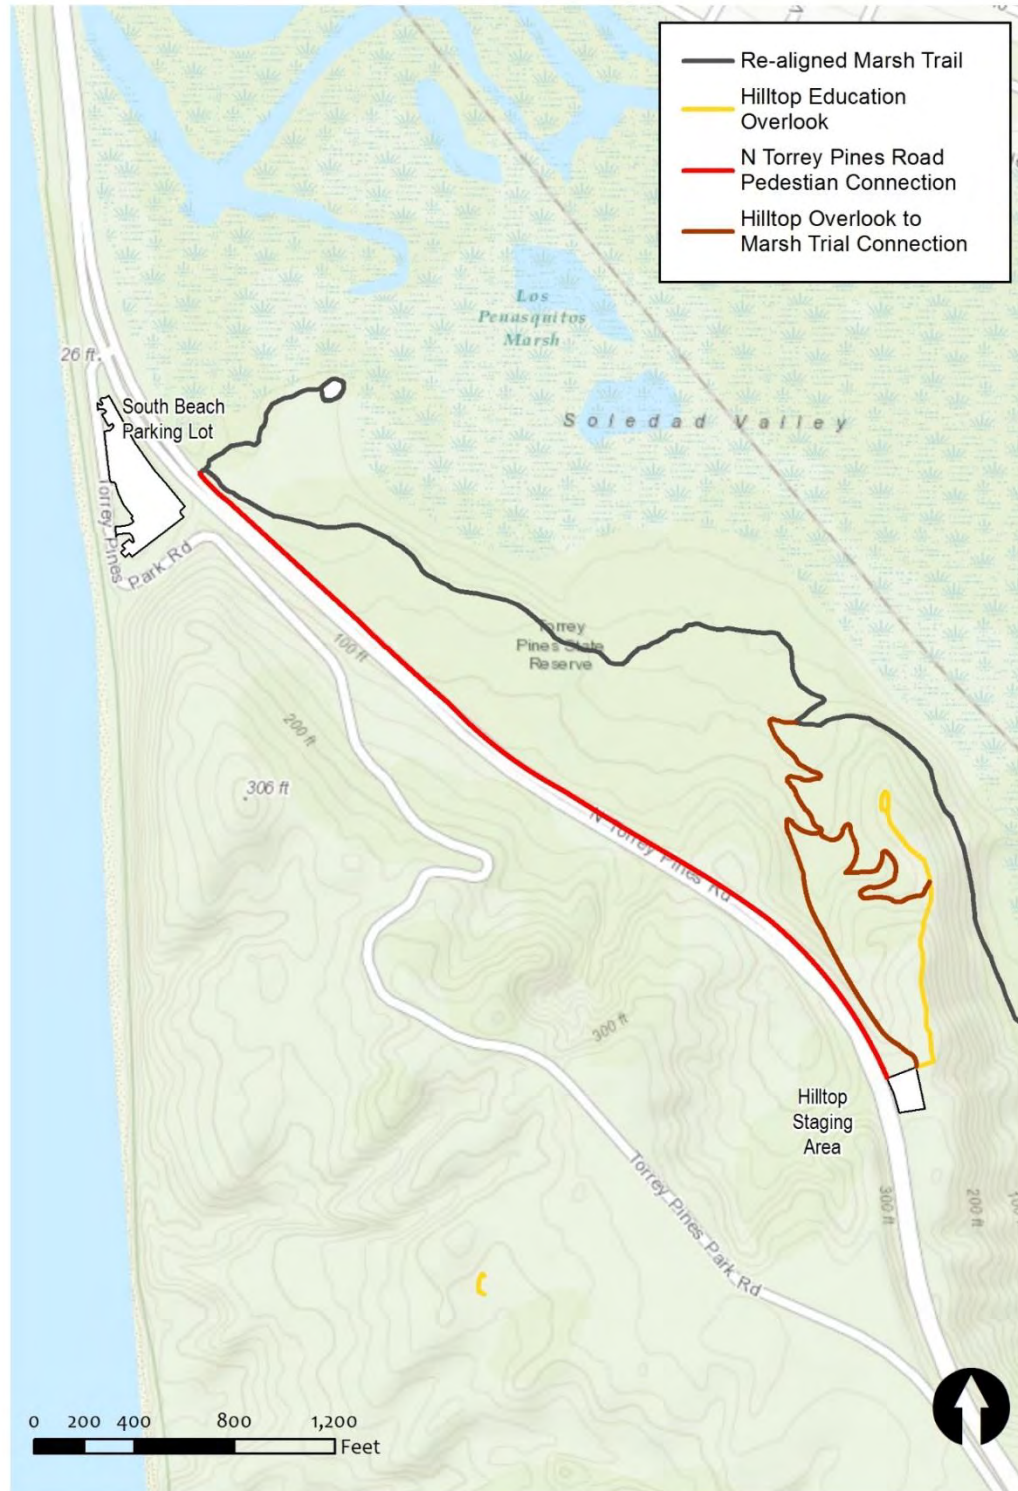 Re-aligned Marsh Trail
Hilltop Education
Overlook
N Torrey Pines Road
Pedestian Connection
Hilltop Overlook to
Marsh Trial Connection
Los
Penasquitos
Marsh
26 ft
South Beach
Parking Lot
Soledad Valley
Torrey Pines
Park Rd
100 ft
Torrey
Pines State
Reserve
200 ft
306 ft
N Torrey Pines Rd
300 ft
Hilltop
Staging
Area
Torrey Pines Park Rd
300 ft
200 ft
0 200 400 800 1,200
Feet